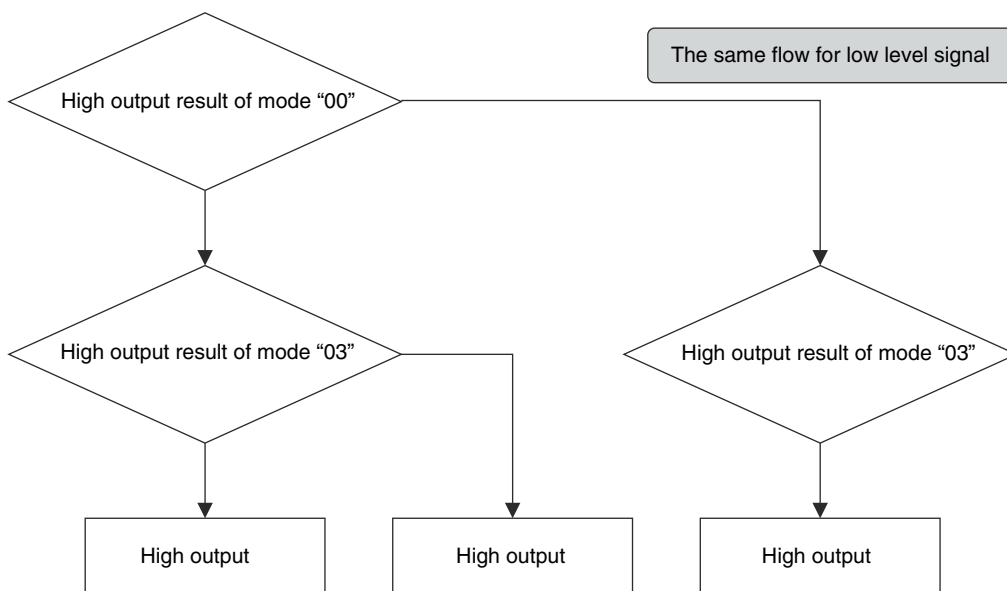 The same flow for low level signal
High output result of mode “00”
High output result of mode “03”
High output result of mode “03”
High output
High output
High output